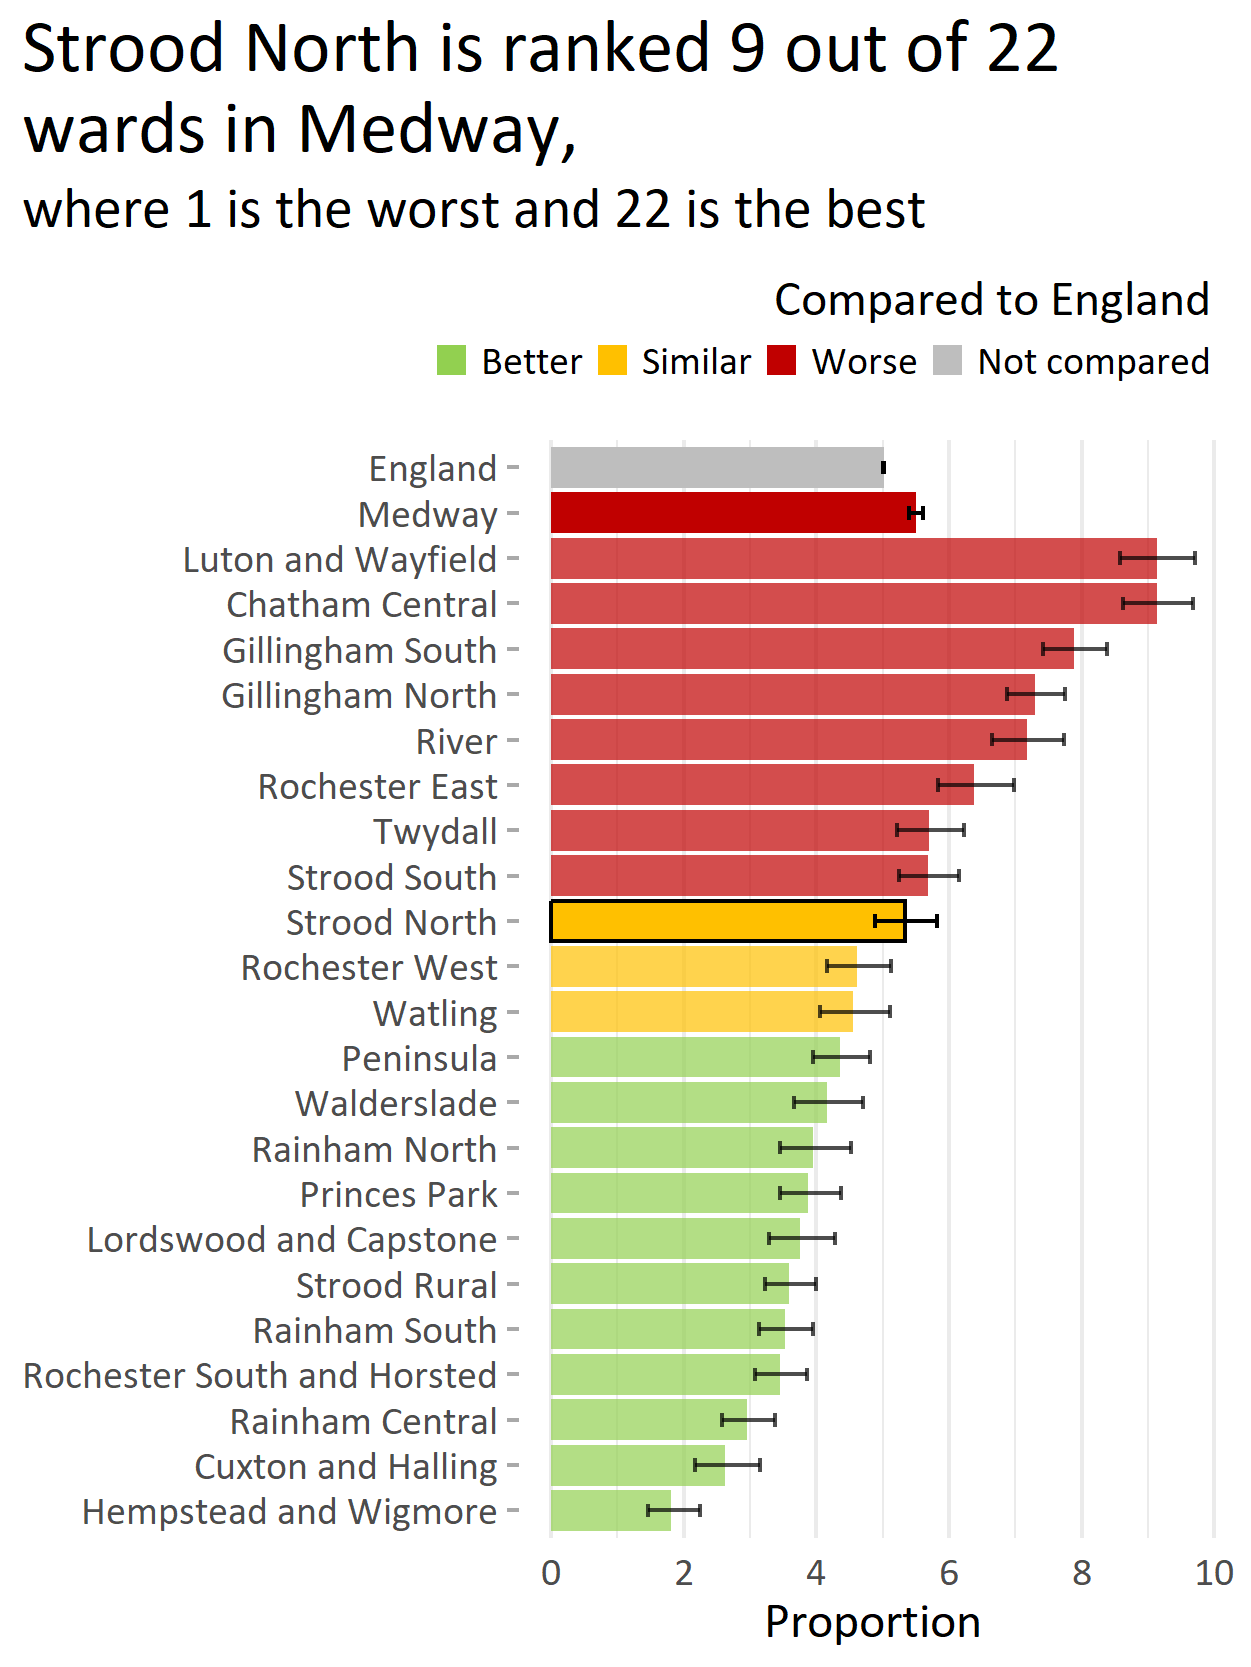 Strood North is ranked 9 out of 22
wards in Medway,
where 1 is the worst and 22 is the best
Compared to England
Better Similar Worse Not compared
England
Medway
Luton and Wayfield
Chatham Central
Gillingham South
Gillingham North
River
Rochester East
Twydall
Strood South
Strood North
Rochester West
Watling
Peninsula
Walderslade
Rainham North
Princes Park
Lordswood and Capstone
Strood Rural
Rainham South
Rochester South and Horsted
Rainham Central
Cuxton and Halling
Hempstead and Wigmore
0 2 4 6 8 10
Proportion